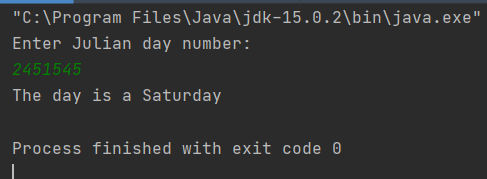 "C:\Program Files\Java\jdk-15.0.2\bin\java.exe"
Enter Julian day number:
2451545
The day is a Saturday
Process finished with exit code 0